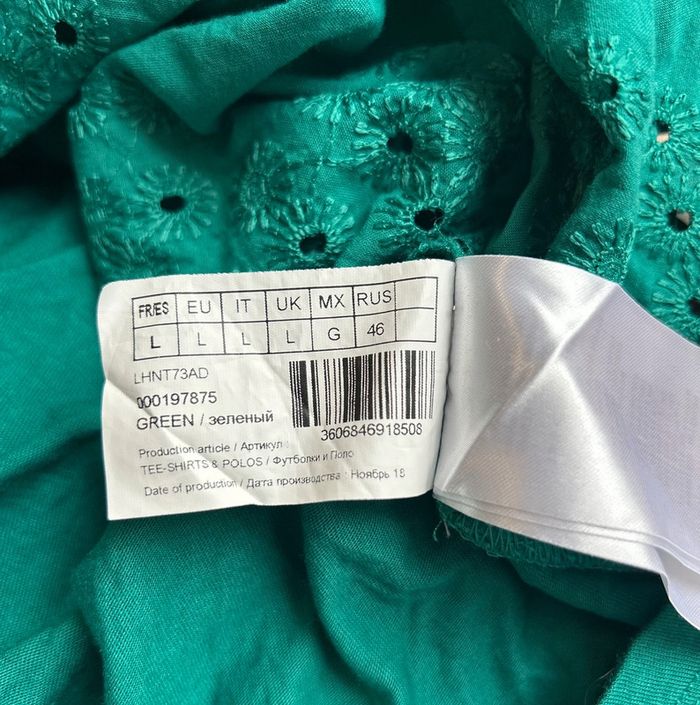 FR/ES EU IT UK MX RUS
L L L L G 46
LHNT73AD
000197875
GREEN / зеленый
3606846918508
Production article / Артикул :
TEE-SHIRTS & POLOS / Футболки и Поло
Date of production / Дата производства : Ноябрь 18